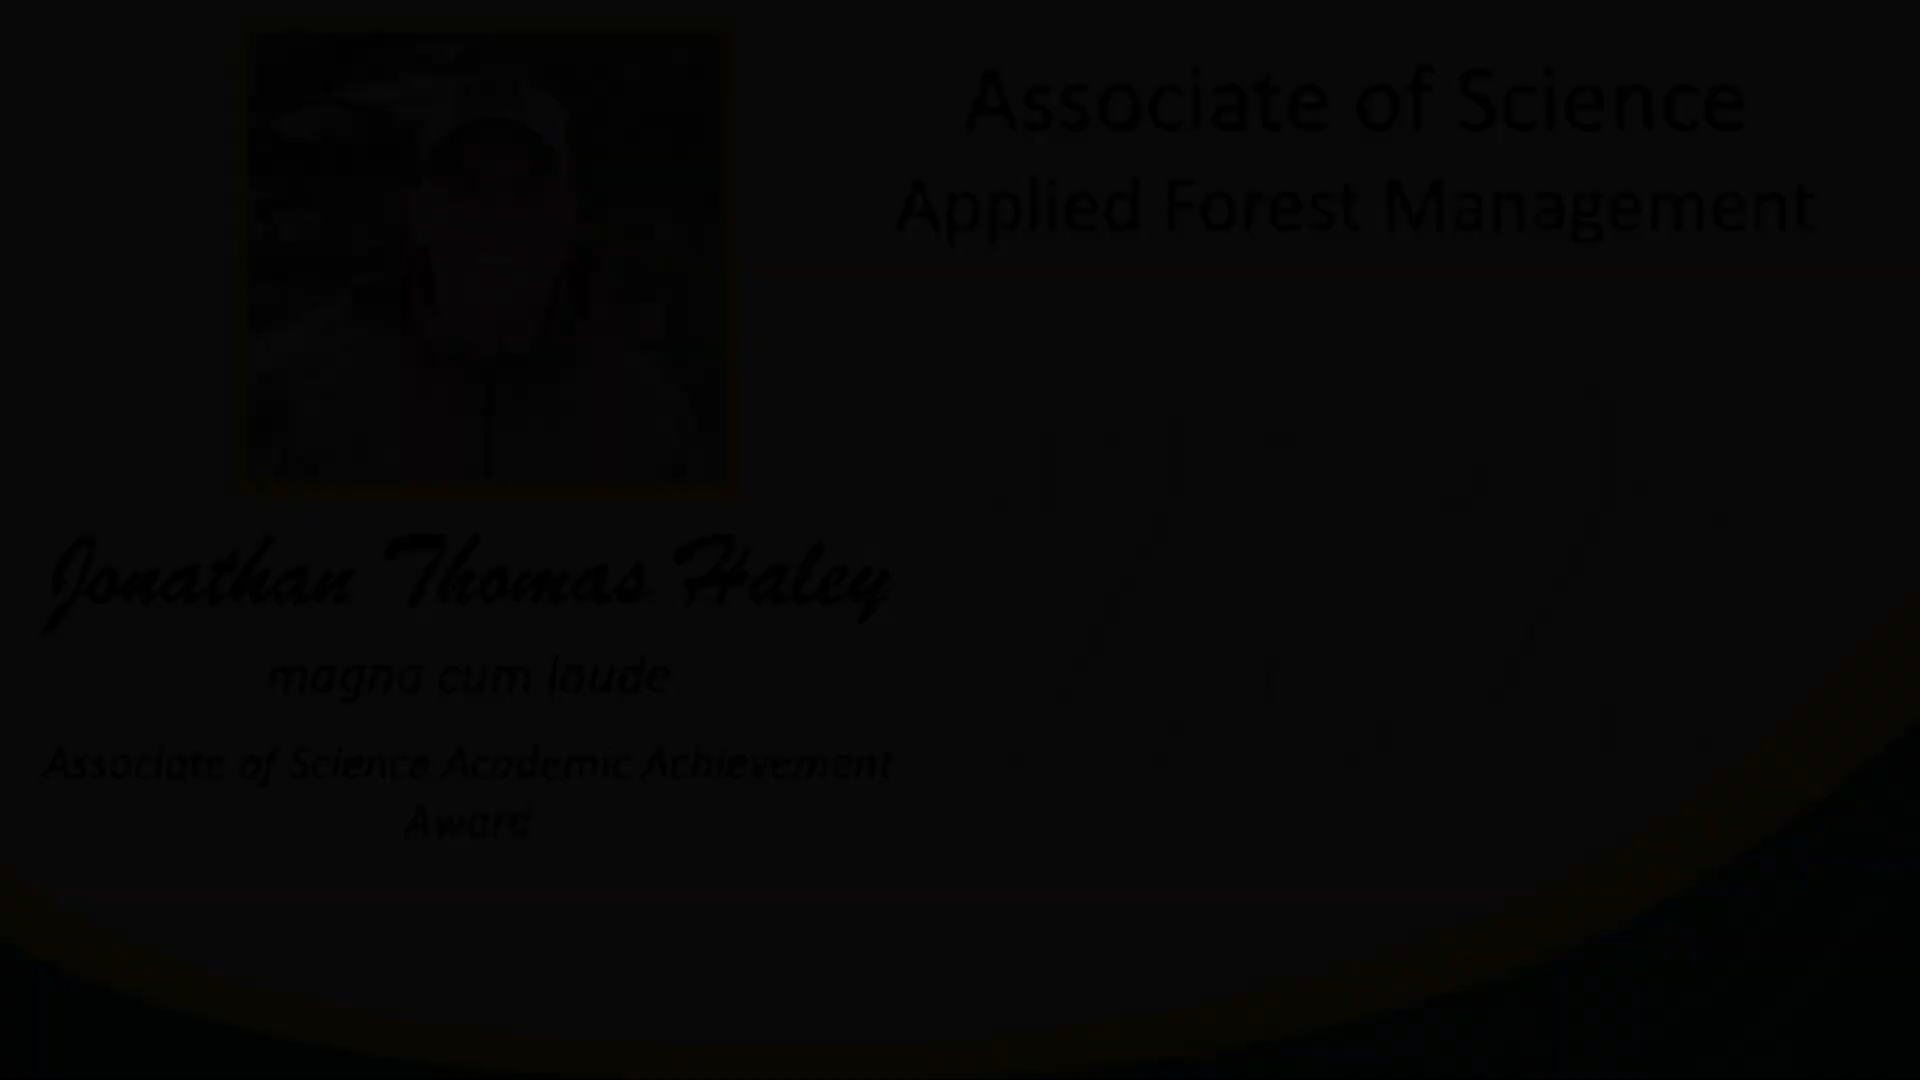 Associate of Science
Applied Forest Management
Jonathan Thomas Haley
magna cum laude
Associate of Science Academic Achievement
Award